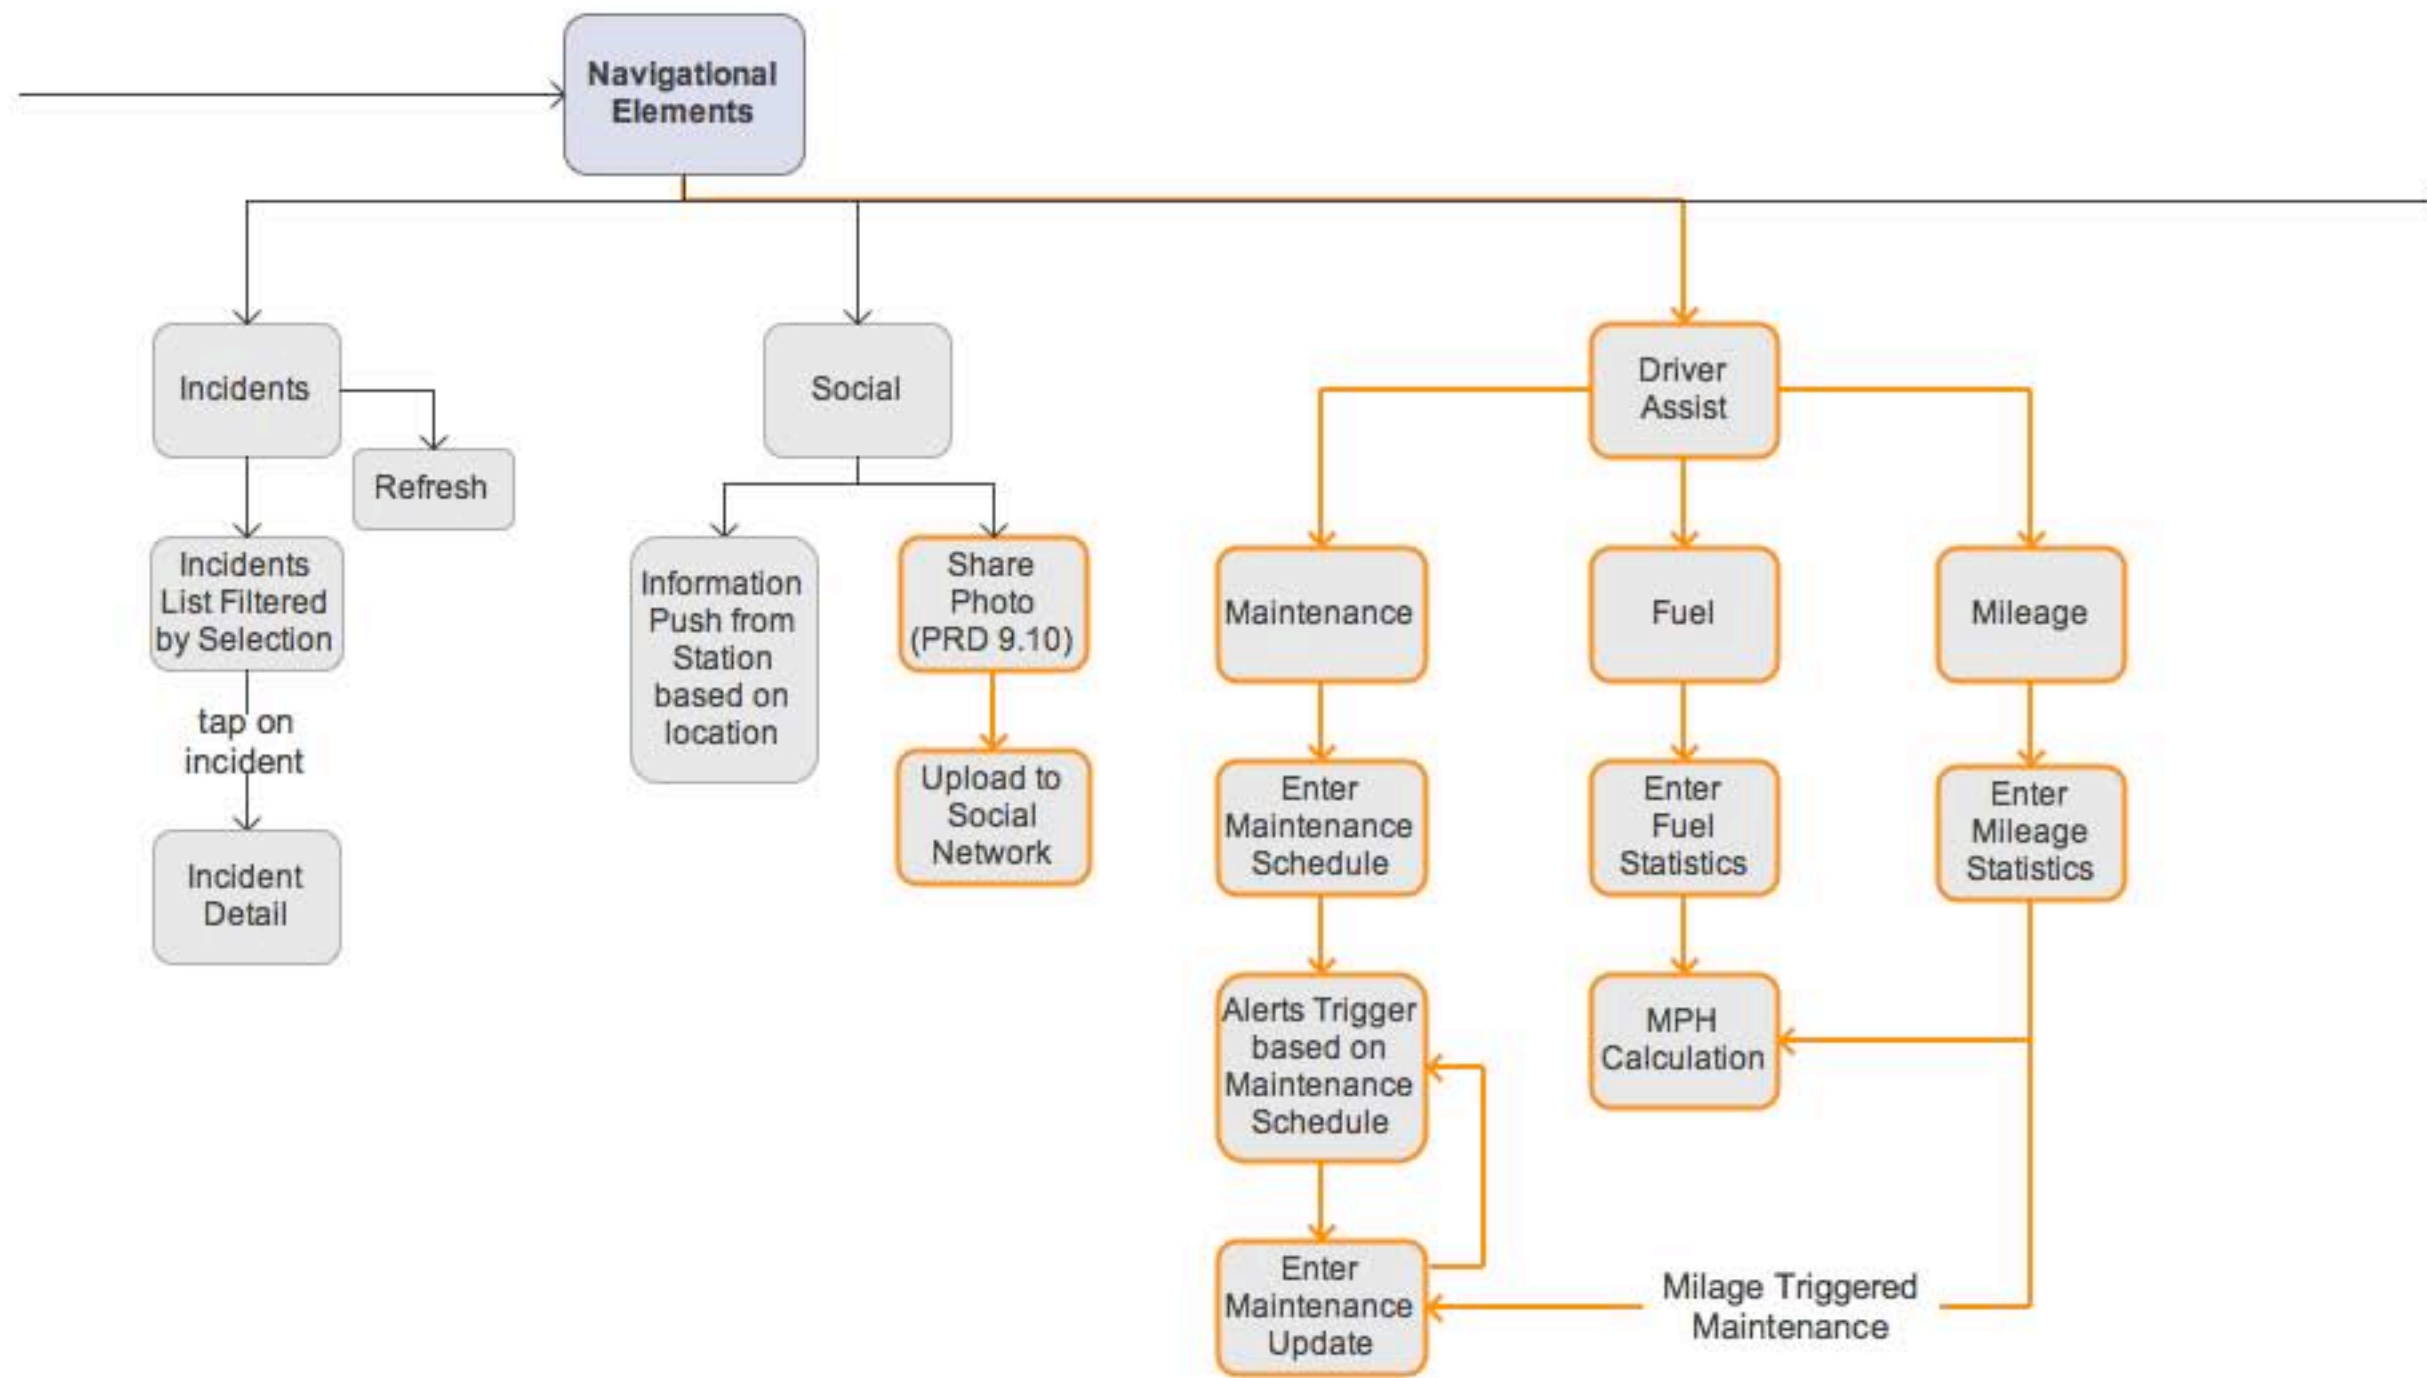 Navigational
Elements
Incidents
Refresh
Incidents
List Filtered
by Selection
tap on
incident
Incident
Detail
Social
Information
Push from
Station
based on
location
Share
Photo
(PRD 9.10)
Upload to
Social
Network
Driver
Assist
Maintenance
Enter
Maintenance
Schedule
Alerts Trigger
based on
Maintenance
Schedule
Enter
Maintenance
Update
Fuel
Enter
Fuel
Statistics
MPH
Calculation
Mileage
Enter
Mileage
Statistics
Milage Triggered
Maintenance